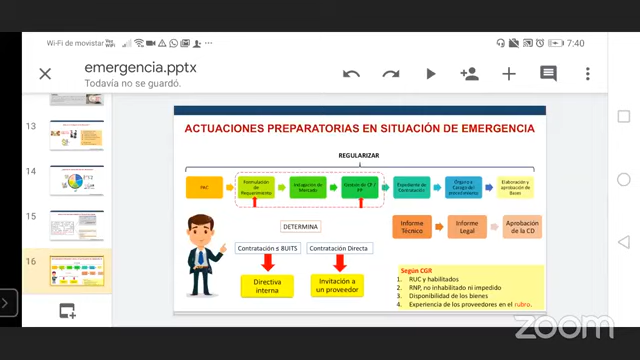 Wi-Fi de movistar
7:40
emergencia.pptx
Todavía no se guardó.
13
14
15
16
ACTUACIONES PREPARATORIAS EN SITUACIÓN DE EMERGENCIA
REGULARIZAR
PAC
Formulación de Requerimiento
Indagación de Mercado
Gestión de CP / PP
Expediente de Contratación
Elaboración y aprobación de Bases
DETERMINA
Informe Técnico
Informe Legal
Aprobación de la CD
Contratación ≤ 8UITS
Contratación Directa
Directiva interna
Invitación a un proveedor
Según CGR
1. RUC y habilitados
2. RNP, no inhabilitado ni impedido
3. Disponibilidad de los bienes
4. Experiencia de los proveedores en el rubro.
zoom